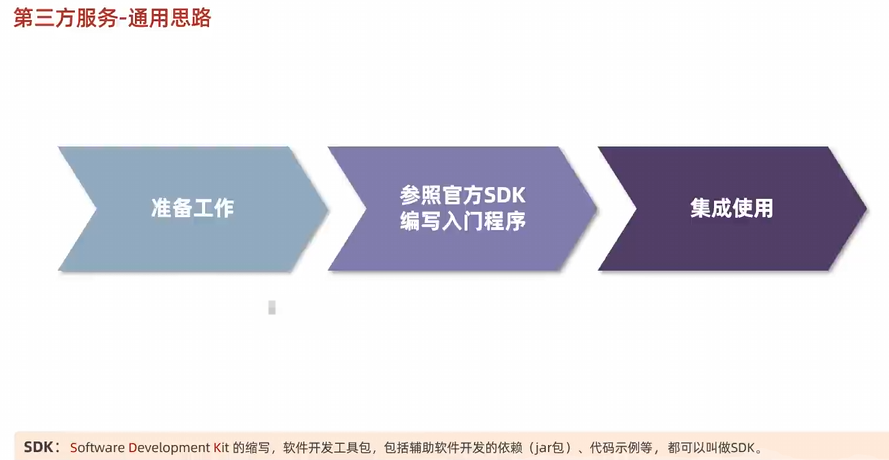 第三方服务-通用思路
准备工作
参照官方SDK
编写入门程序
集成使用
SDK：Software Development Kit 的缩写，软件开发工具包，包括辅助软件开发的依赖（jar包）、代码示例等，都可以叫做SDK。